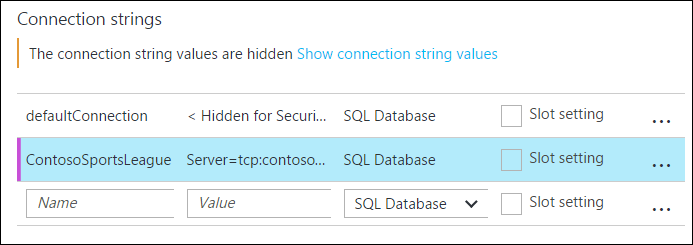 Connection strings
The connection string values are hidden Show connection string values
defaultConnection < Hidden for Securi... SQL Database Slot setting ...
ContosoSportsLeague Server=tcp:contoso... SQL Database Slot setting ...
Name Value SQL Database Slot setting ...